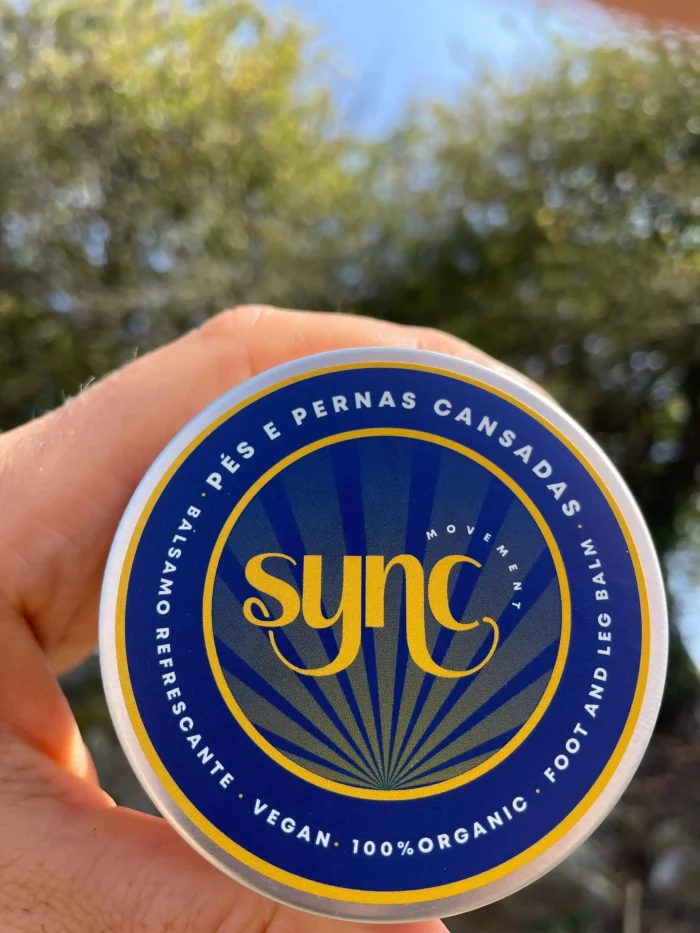 PÉS E PERNAS CANSADAS
FOOT AND LEG BALM
100%ORGANIC
VEGAN
BÁLSAMO REFRESCANTE
sync
MOVEMENT